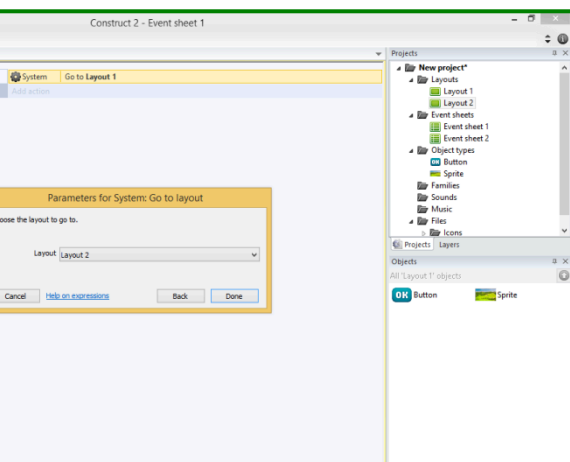 Construct 2 - Event sheet 1
Projects
System Go to Layout 1
Add action
New project*
Layouts
Layout 1
Layout 2
Event sheets
Event sheet 1
Event sheet 2
Object types
Button
Sprite
Families
Sounds
Music
Files
Icons
Projects Layers
Parameters for System: Go to layout
oose the layout to go to.
Layout Layout 2
Cancel Help on expressions Back Done
Objects
All 'Layout 1' objects
OK Button Sprite